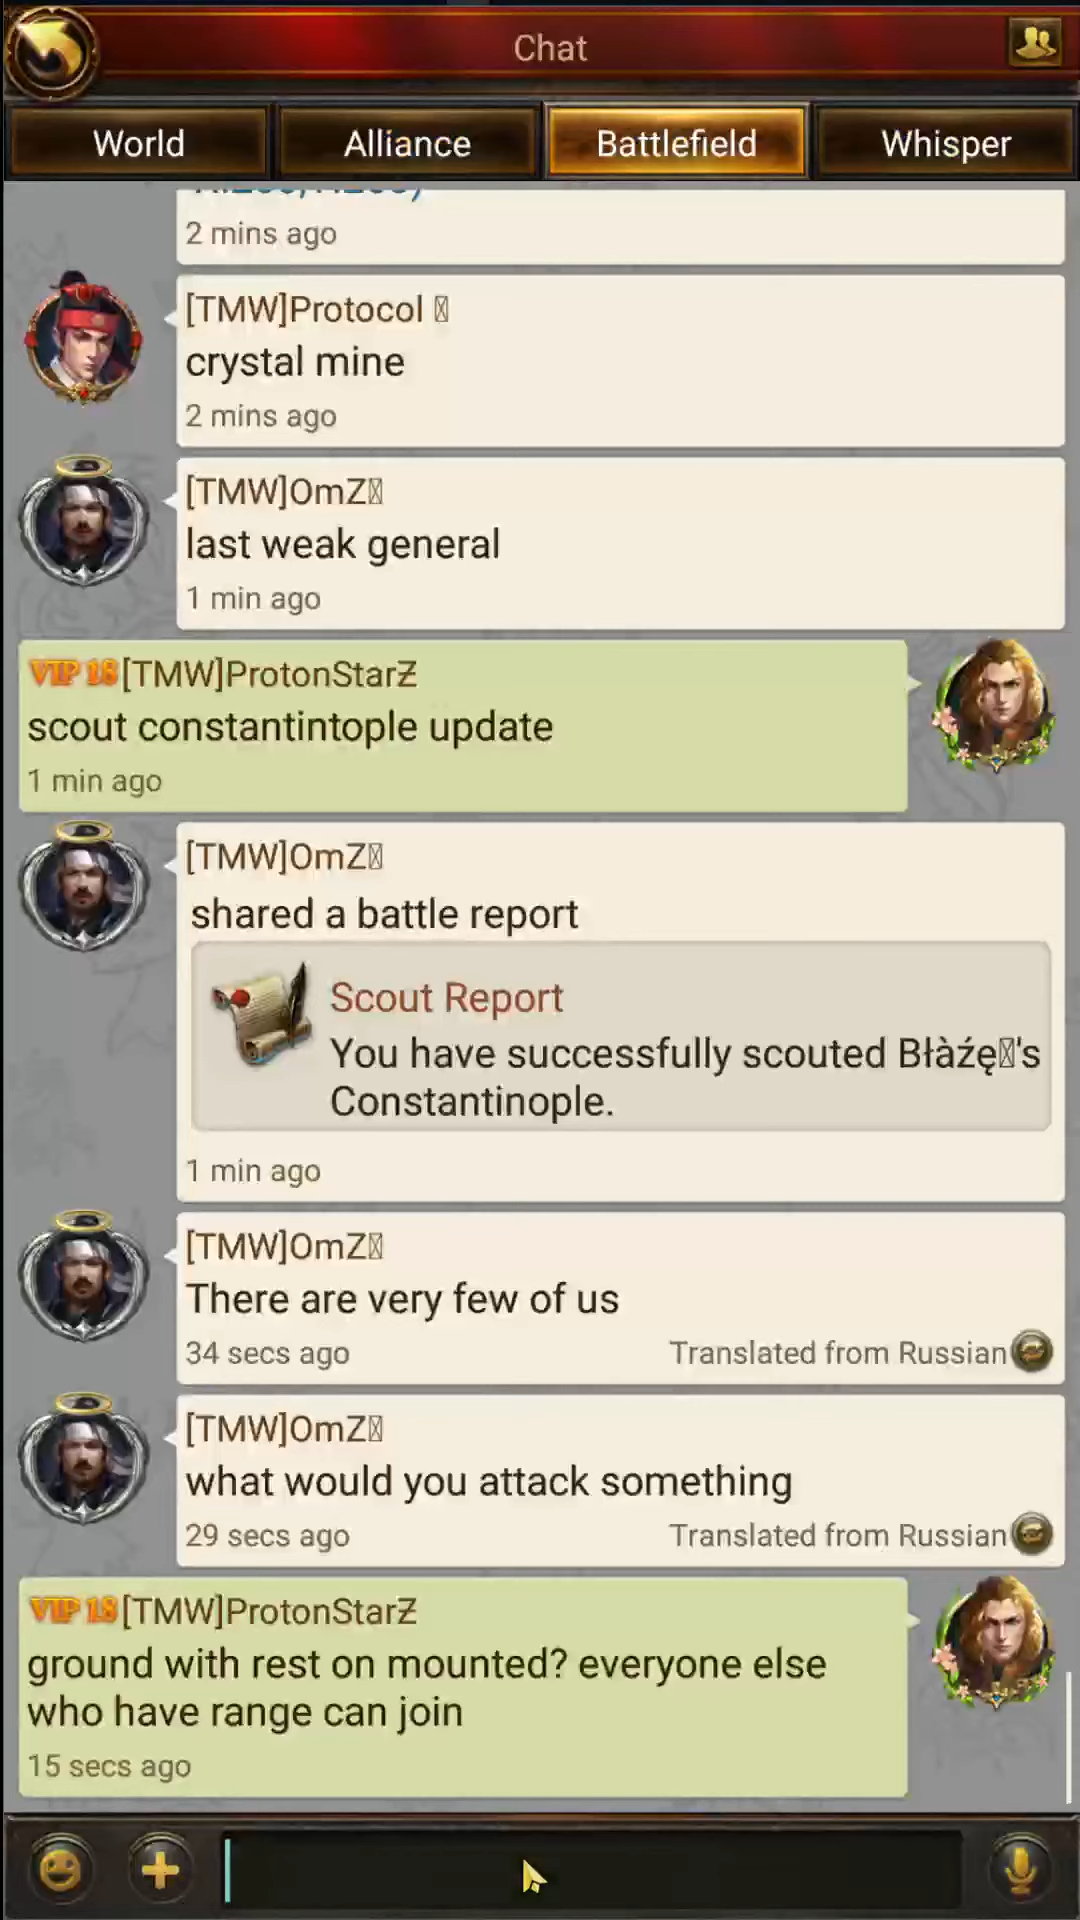 Chat
World
Alliance
Battlefield
Whisper
2 mins ago
[TMW]Protocol
crystal mine
2 mins ago
[TMW]OmZ
last weak general
1 min ago
VIP 18 [TMW]ProtonStarƵ
scout constantintople update
1 min ago
[TMW]OmZ
shared a battle report
Scout Report
You have successfully scouted Błàźę's
Constantinople.
1 min ago
[TMW]OmZ
There are very few of us
34 secs ago
Translated from Russian
[TMW]OmZ
what would you attack something
29 secs ago
Translated from Russian
VIP 18 [TMW]ProtonStarƵ
ground with rest on mounted? everyone else
who have range can join
15 secs ago